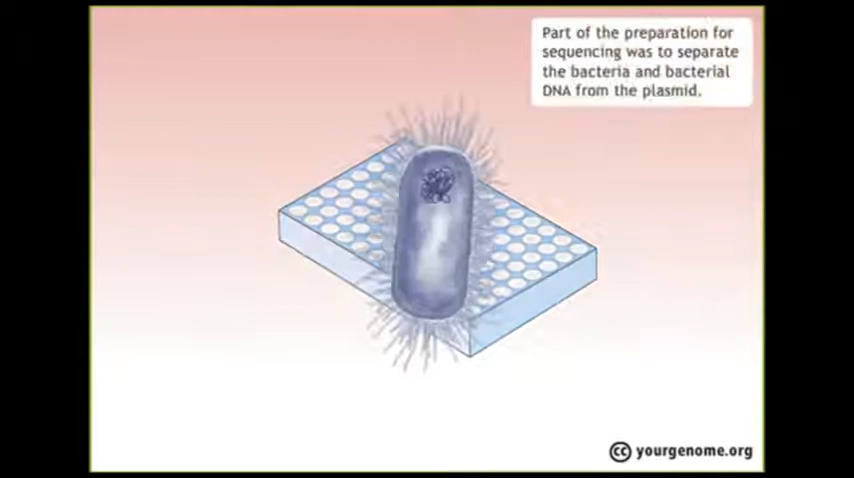 Part of the preparation for
sequencing was to separate
the bacteria and bacterial
DNA from the plasmid.
cc yourgenome.org